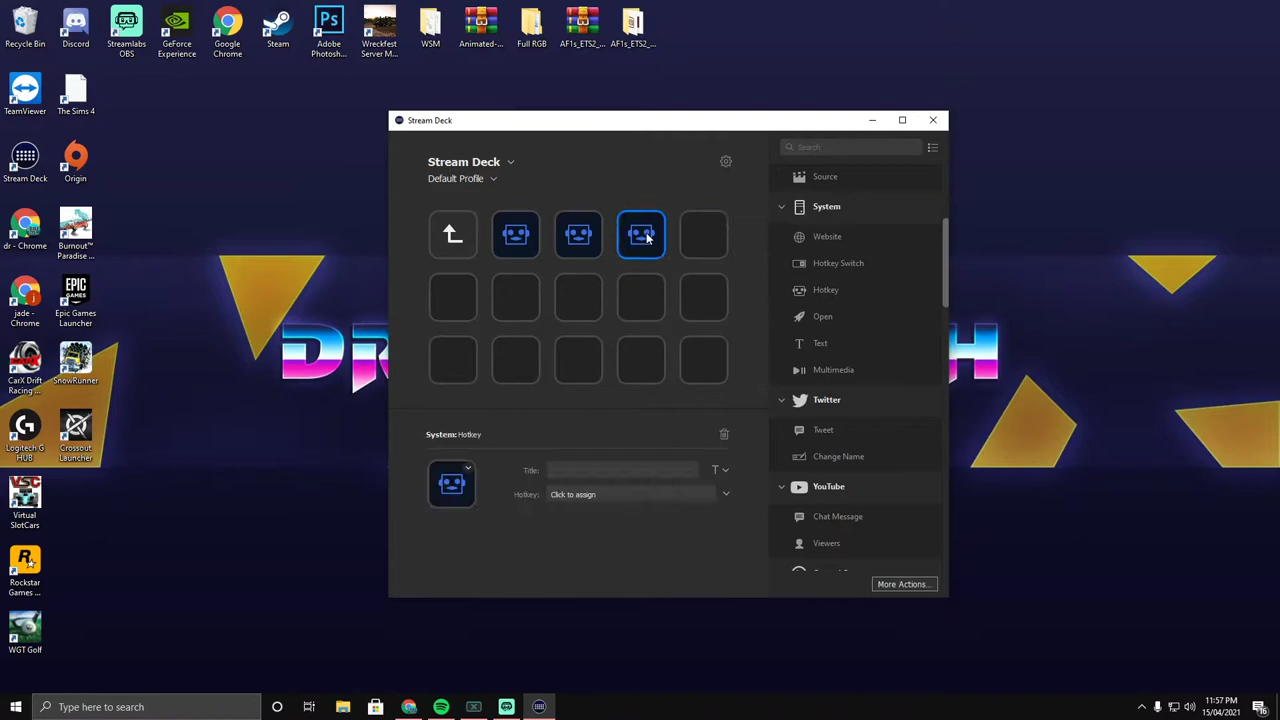 Recycle Bin
Discord
Streamlabs OBS
GeForce Experience
Google Chrome
Steam
Adobe Photosh...
Wreckfest Server M...
WSM
Animated-...
Full RGB
AF1s_ETS2_...
AF1s_ETS2_...
TeamViewer
The Sims 4
Stream Deck
Origin
dr - Chrome
Burnout™ Paradise Th...
jade - Chrome
Epic Games Launcher
CarX Drift Racing ...
SnowRunner
Logitech G HUB
Crossout Launcher
Virtual SlotCars
Rockstar Games ...
WGT Golf
Stream Deck
Stream Deck
Default Profile
Search
Source
System
Website
Hotkey Switch
Hotkey
Open
Text
Multimedia
Twitter
Tweet
Change Name
YouTube
Chat Message
Viewers
More Actions...
System: Hotkey
Title:
T
Hotkey: Click to assign
Type here to search
11:57 PM
15/04/2021